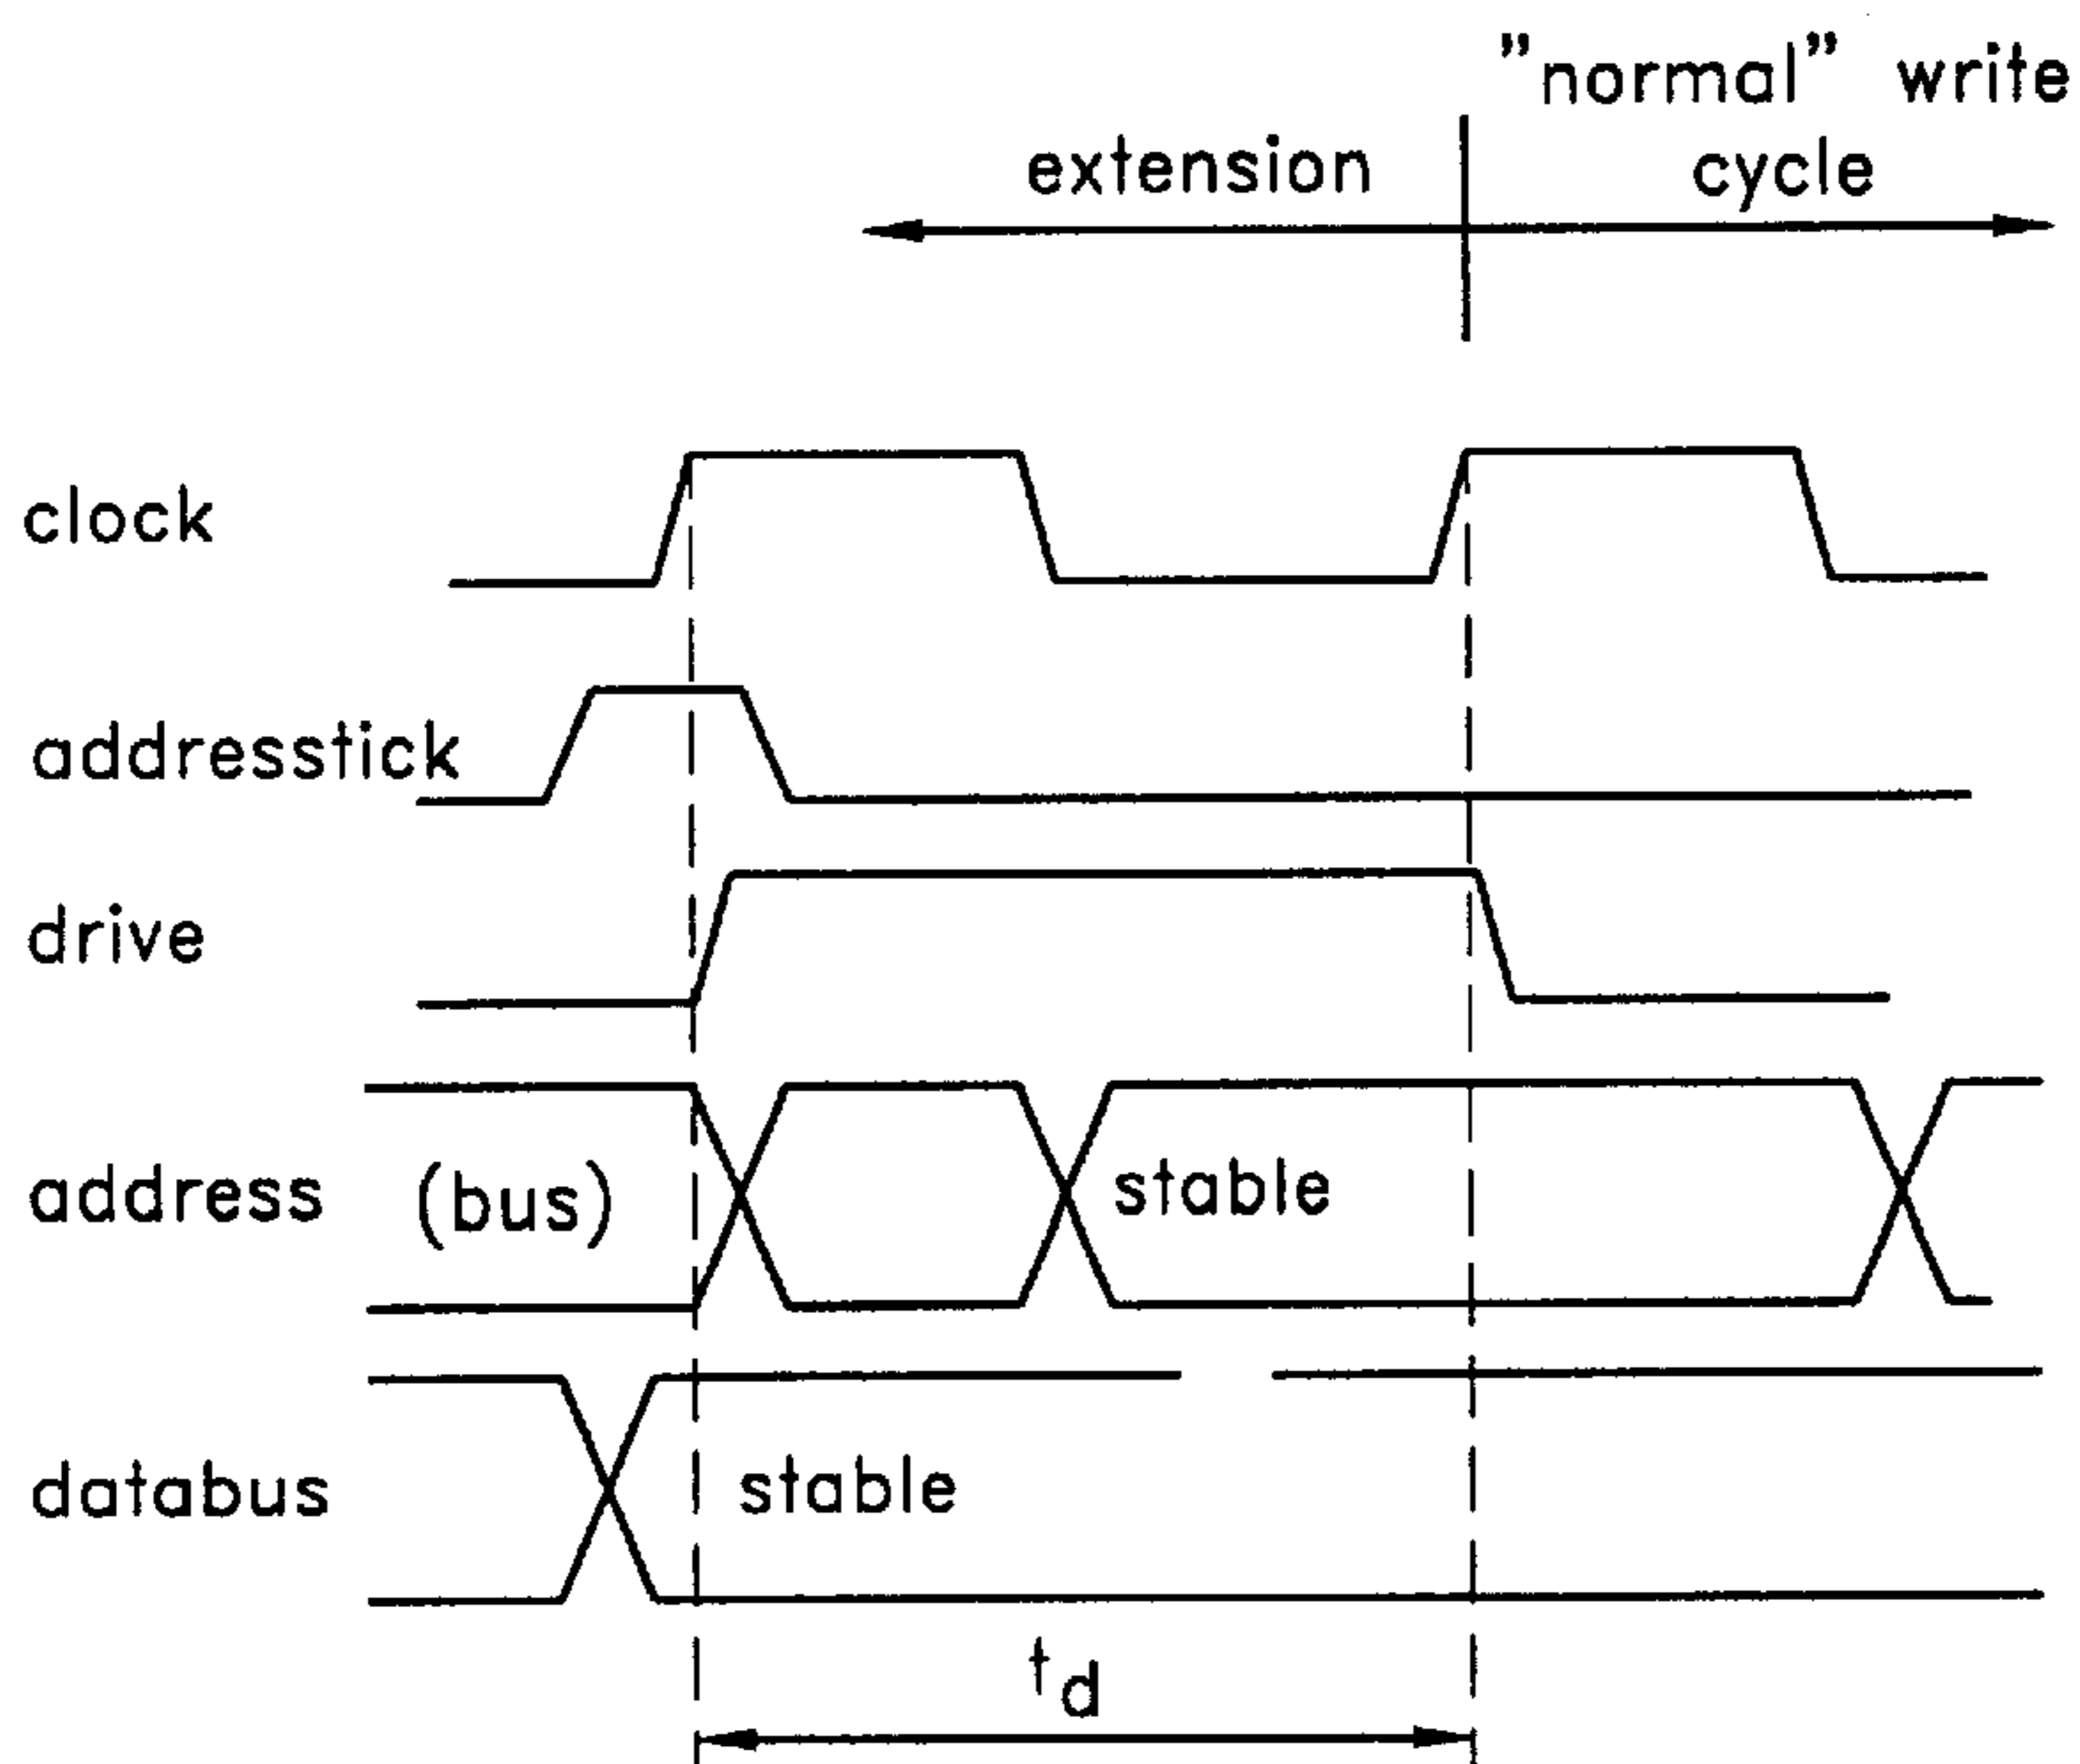 ”normal” write
extension cycle
clock
addresstick
drive
address (bus) stable
databus stable
td